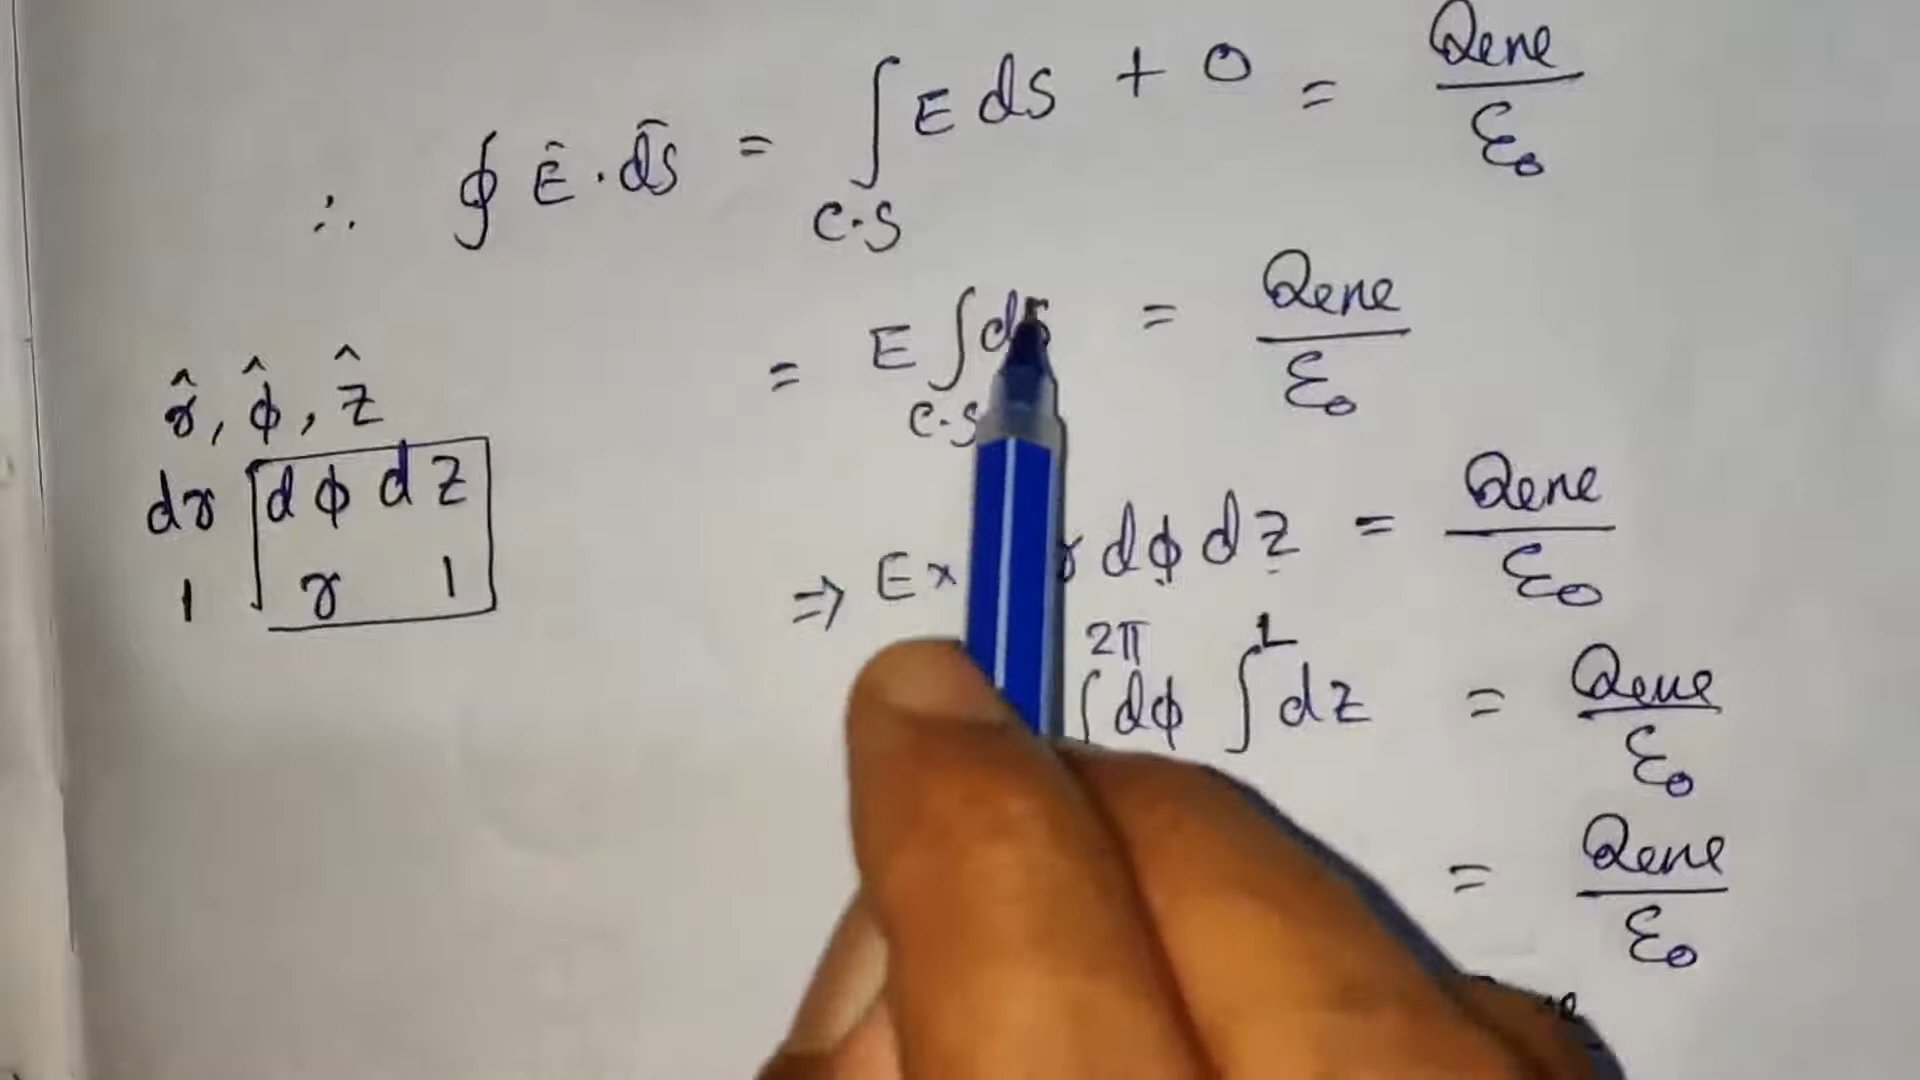 ∴ ∮ Ē · ds̄ = ∫ E ds + 0 = Qenc / ε₀
C·S
= E ∫ ds = Qenc / ε₀
C·S
r̂, φ̂, ẑ
dr dφ dz
1 r 1
⇒ E × r dφ dz = Qenc / ε₀
2π L
∫ dφ ∫ dz = Qenc / ε₀
= Qenc / ε₀